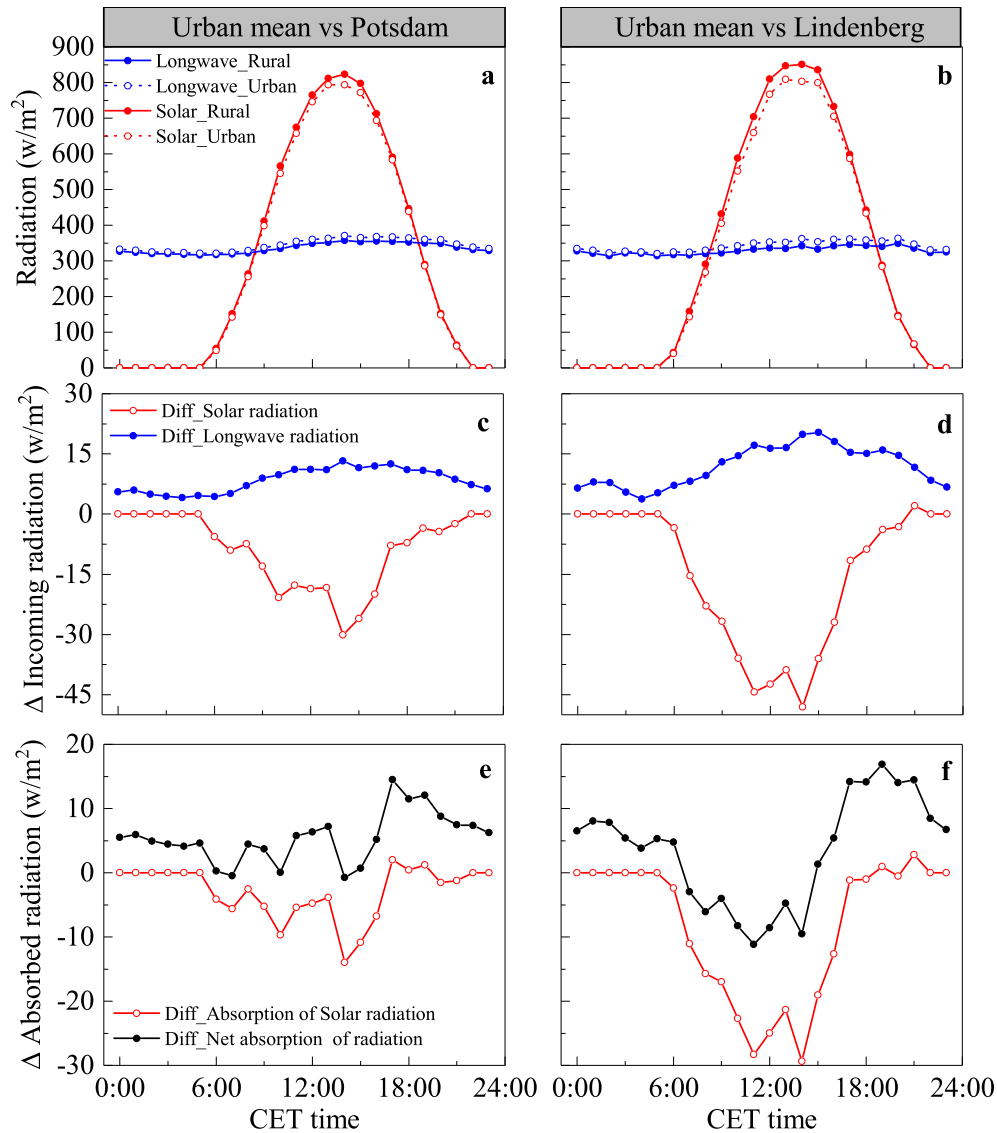 Urban mean vs Potsdam
Urban mean vs Lindenberg
Radiation (w/m²)
900
800
700
600
500
400
300
200
100
0
Longwave_Rural
Longwave_Urban
Solar_Rural
Solar_Urban
a
b
Δ Incoming radiation (w/m²)
30
15
0
-15
-30
-45
Diff_Solar radiation
Diff_Longwave radiation
c
d
Δ Absorbed radiation (w/m²)
20
10
0
-10
-20
-30
e
f
Diff_Absorption of Solar radiation
Diff_Net absorption of radiation
0:00 6:00 12:00 18:00 24:00
0:00 6:00 12:00 18:00 24:00
CET time
CET time